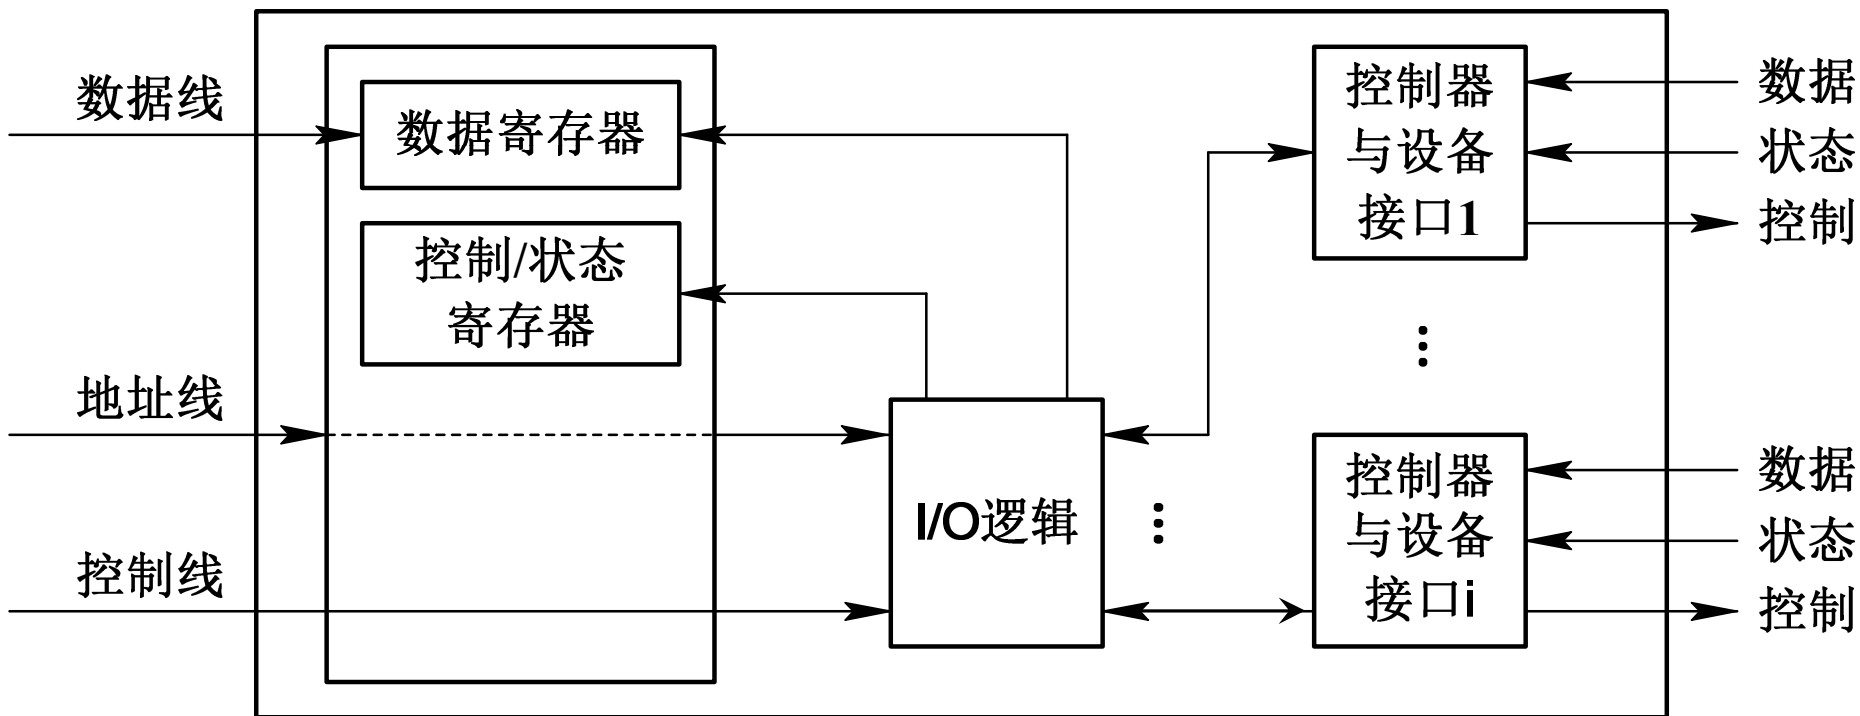 数据线
数据寄存器
控制/状态
寄存器
地址线
控制线
I/O逻辑
控制器
与设备
接口1
数据
状态
控制
控制器
与设备
接口i
数据
状态
控制